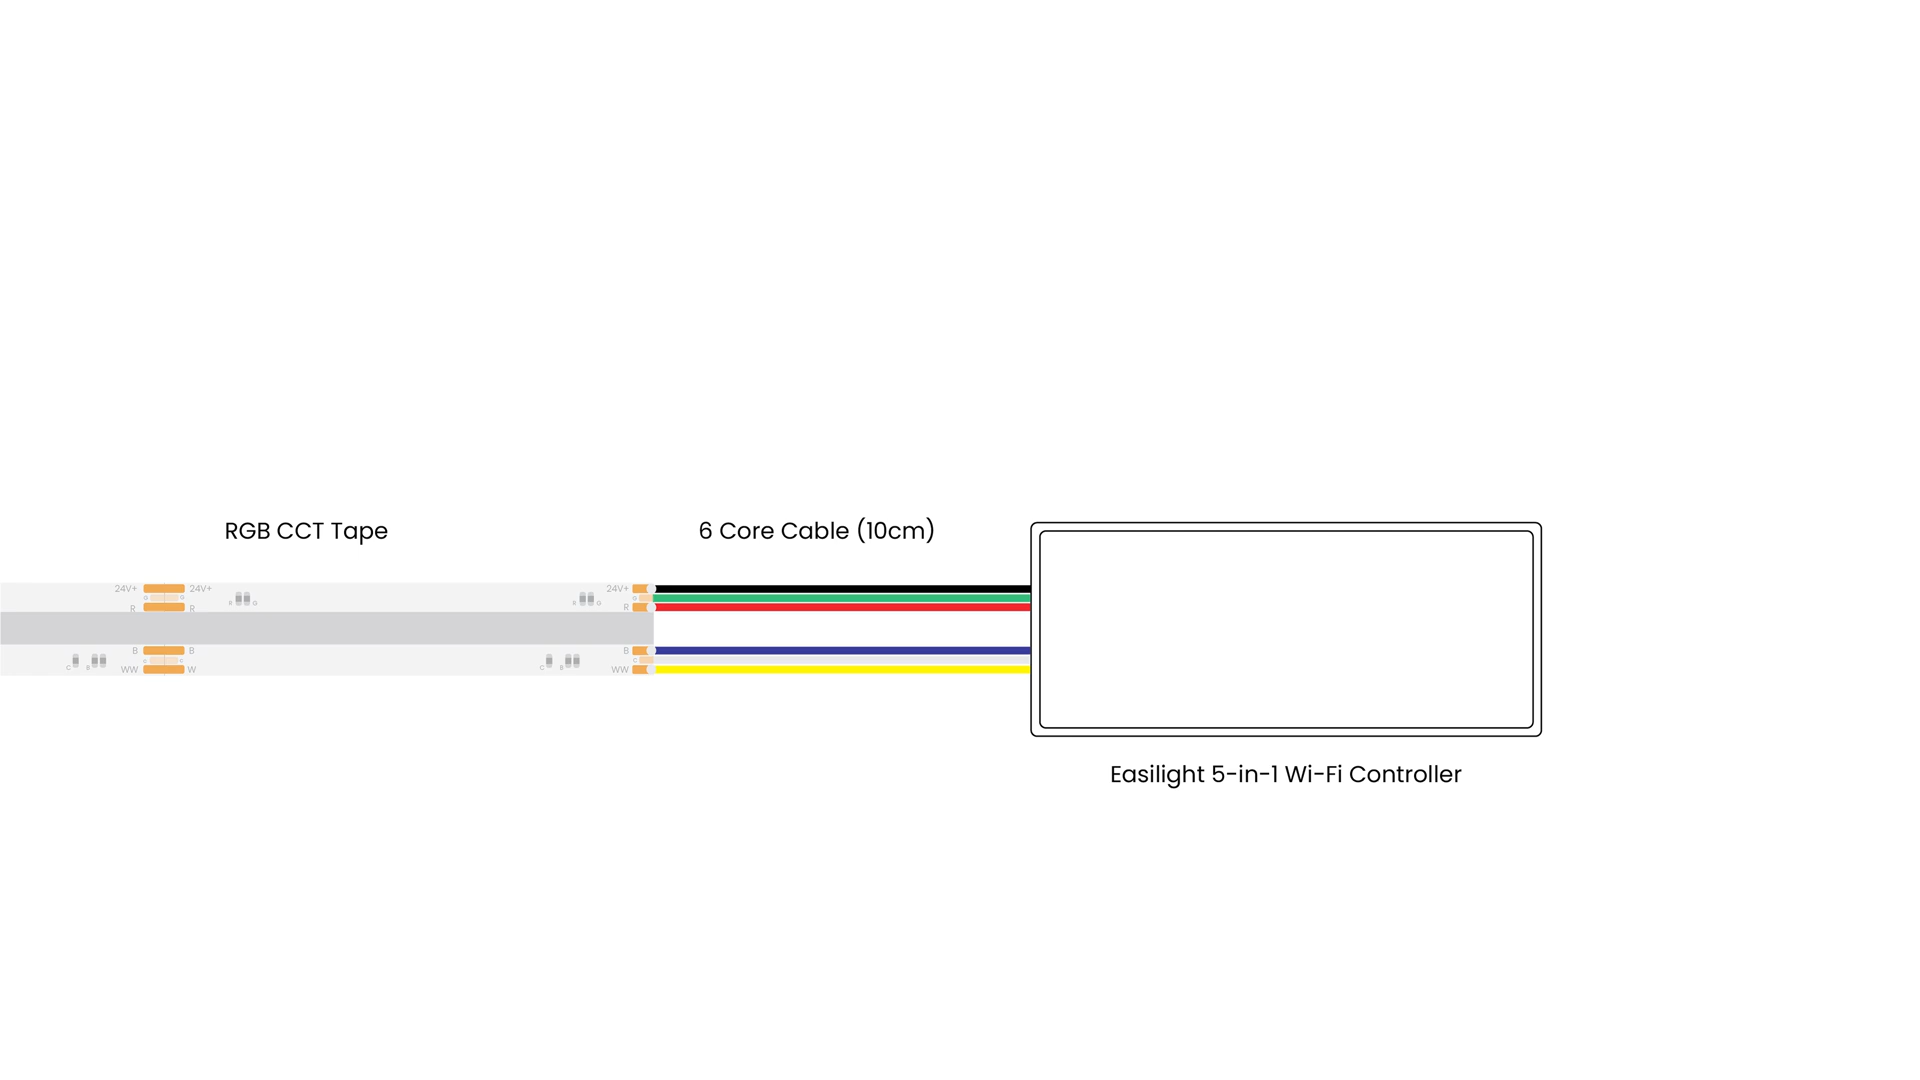 RGB CCT Tape
6 Core Cable (10cm)
24V+ 24V+ 24V+
R R R
B B B
WW W WW
Easilight 5-in-1 Wi-Fi Controller